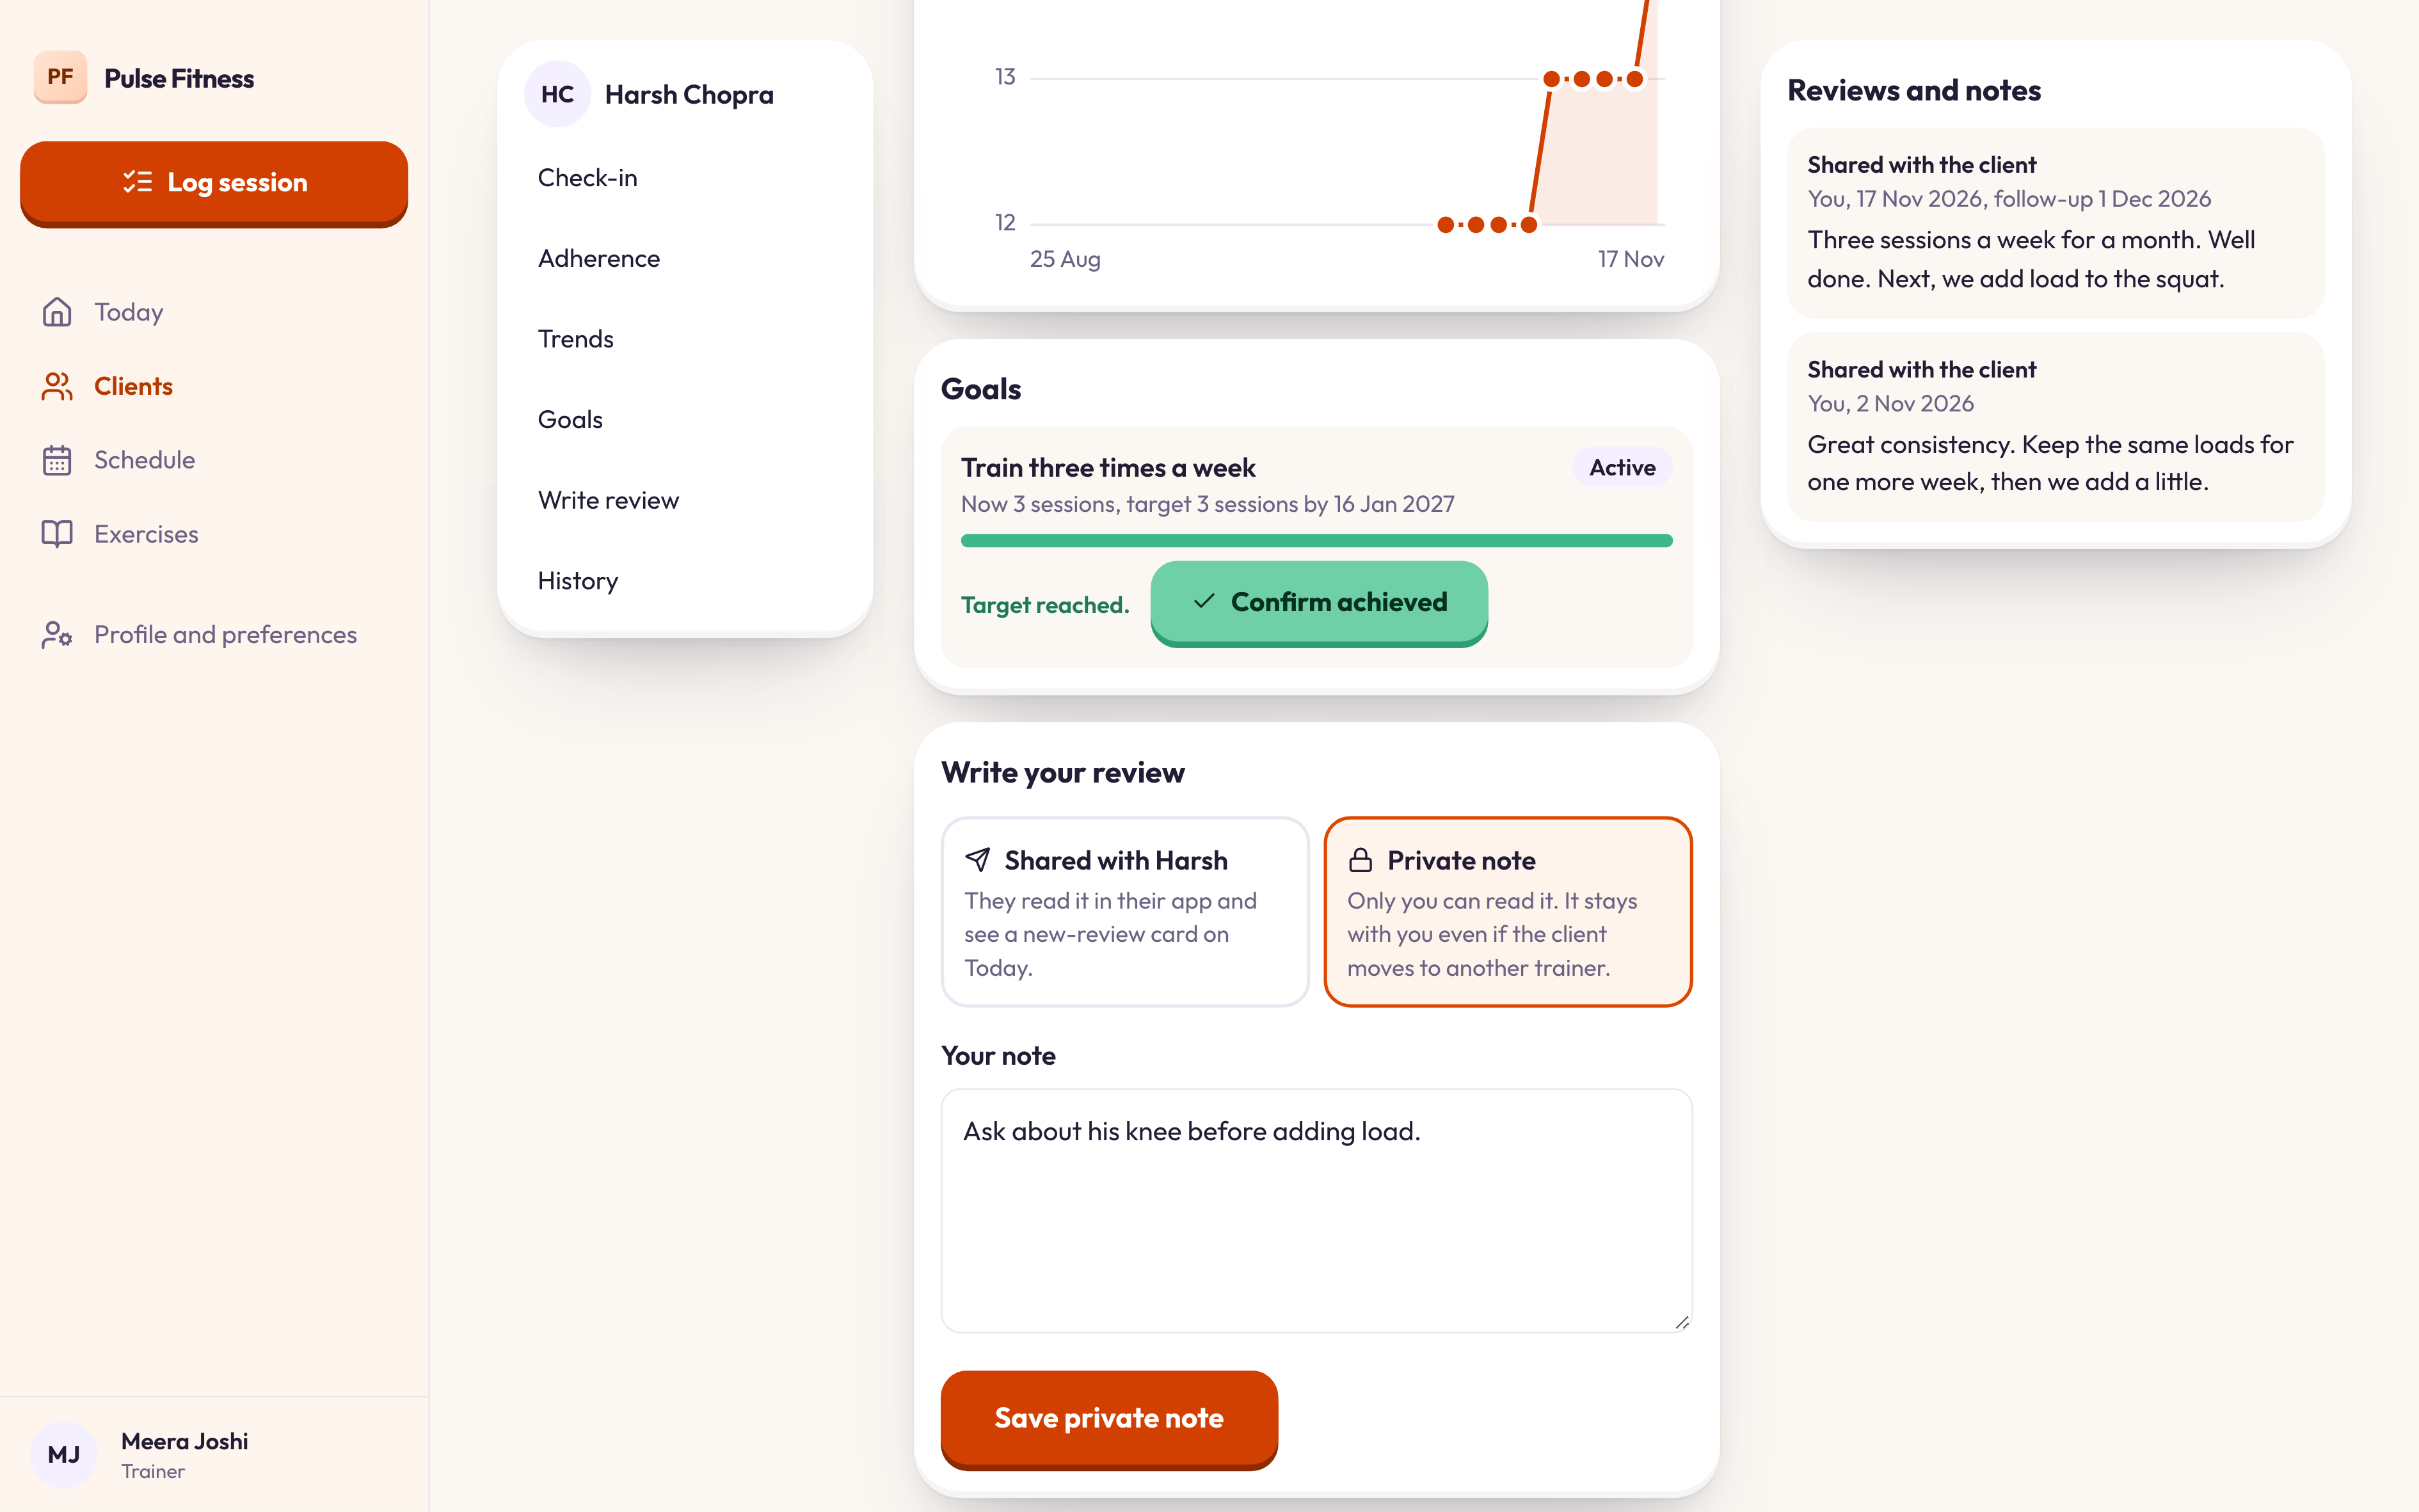 PF
Pulse Fitness
Log session
Today
Clients
Schedule
Exercises
Profile and preferences
MJ
Meera Joshi
Trainer
HC
Harsh Chopra
Check-in
Adherence
Trends
Goals
Write review
History
13
12
25 Aug
17 Nov
Goals
Train three times a week
Active
Now 3 sessions, target 3 sessions by 16 Jan 2027
Target reached.
Confirm achieved
Write your review
Shared with Harsh
They read it in their app and
see a new-review card on
Today.
Private note
Only you can read it. It stays
with you even if the client
moves to another trainer.
Your note
Ask about his knee before adding load.
Save private note
Reviews and notes
Shared with the client
You, 17 Nov 2026, follow-up 1 Dec 2026
Three sessions a week for a month. Well
done. Next, we add load to the squat.
Shared with the client
You, 2 Nov 2026
Great consistency. Keep the same loads for
one more week, then we add a little.